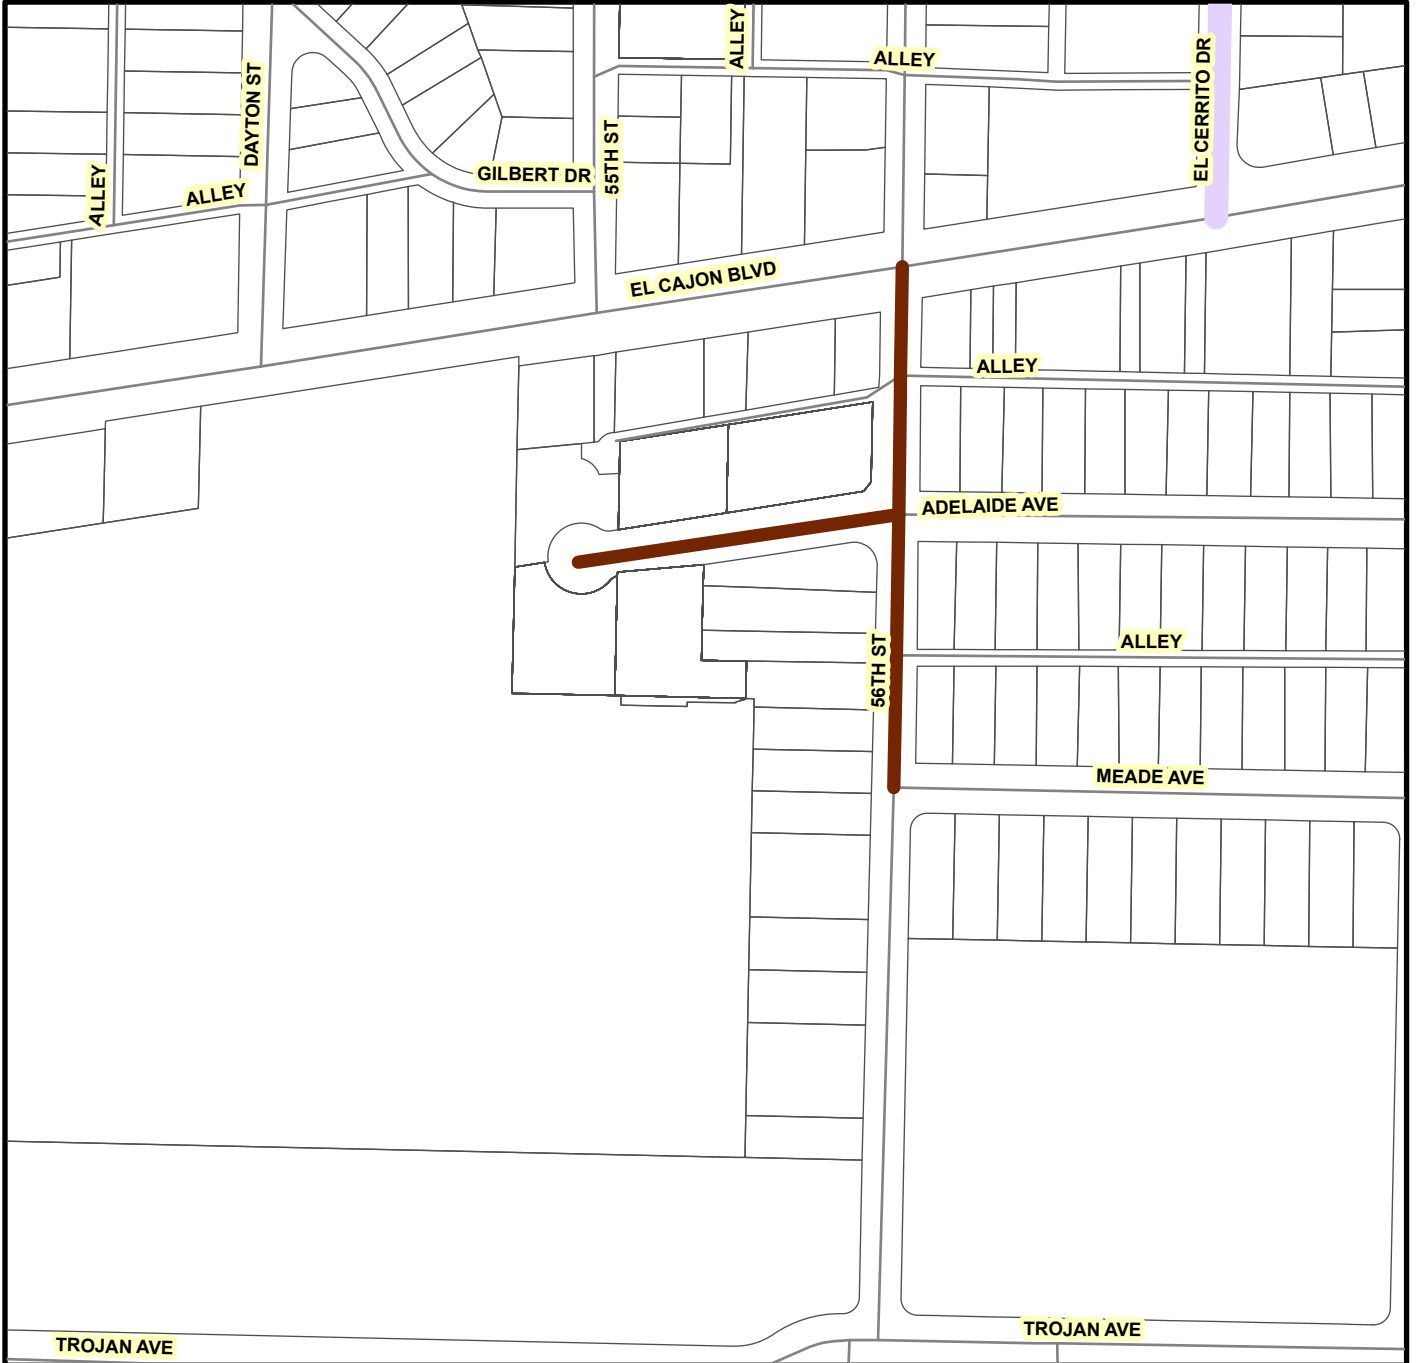 ALLEY
ALLEY
EL CERRITO DR
DAYTON ST
55TH ST
GILBERT DR
ALLEY
ALLEY
EL CAJON BLVD
ALLEY
ADELAIDE AVE
ALLEY
56TH ST
MEADE AVE
TROJAN AVE
TROJAN AVE